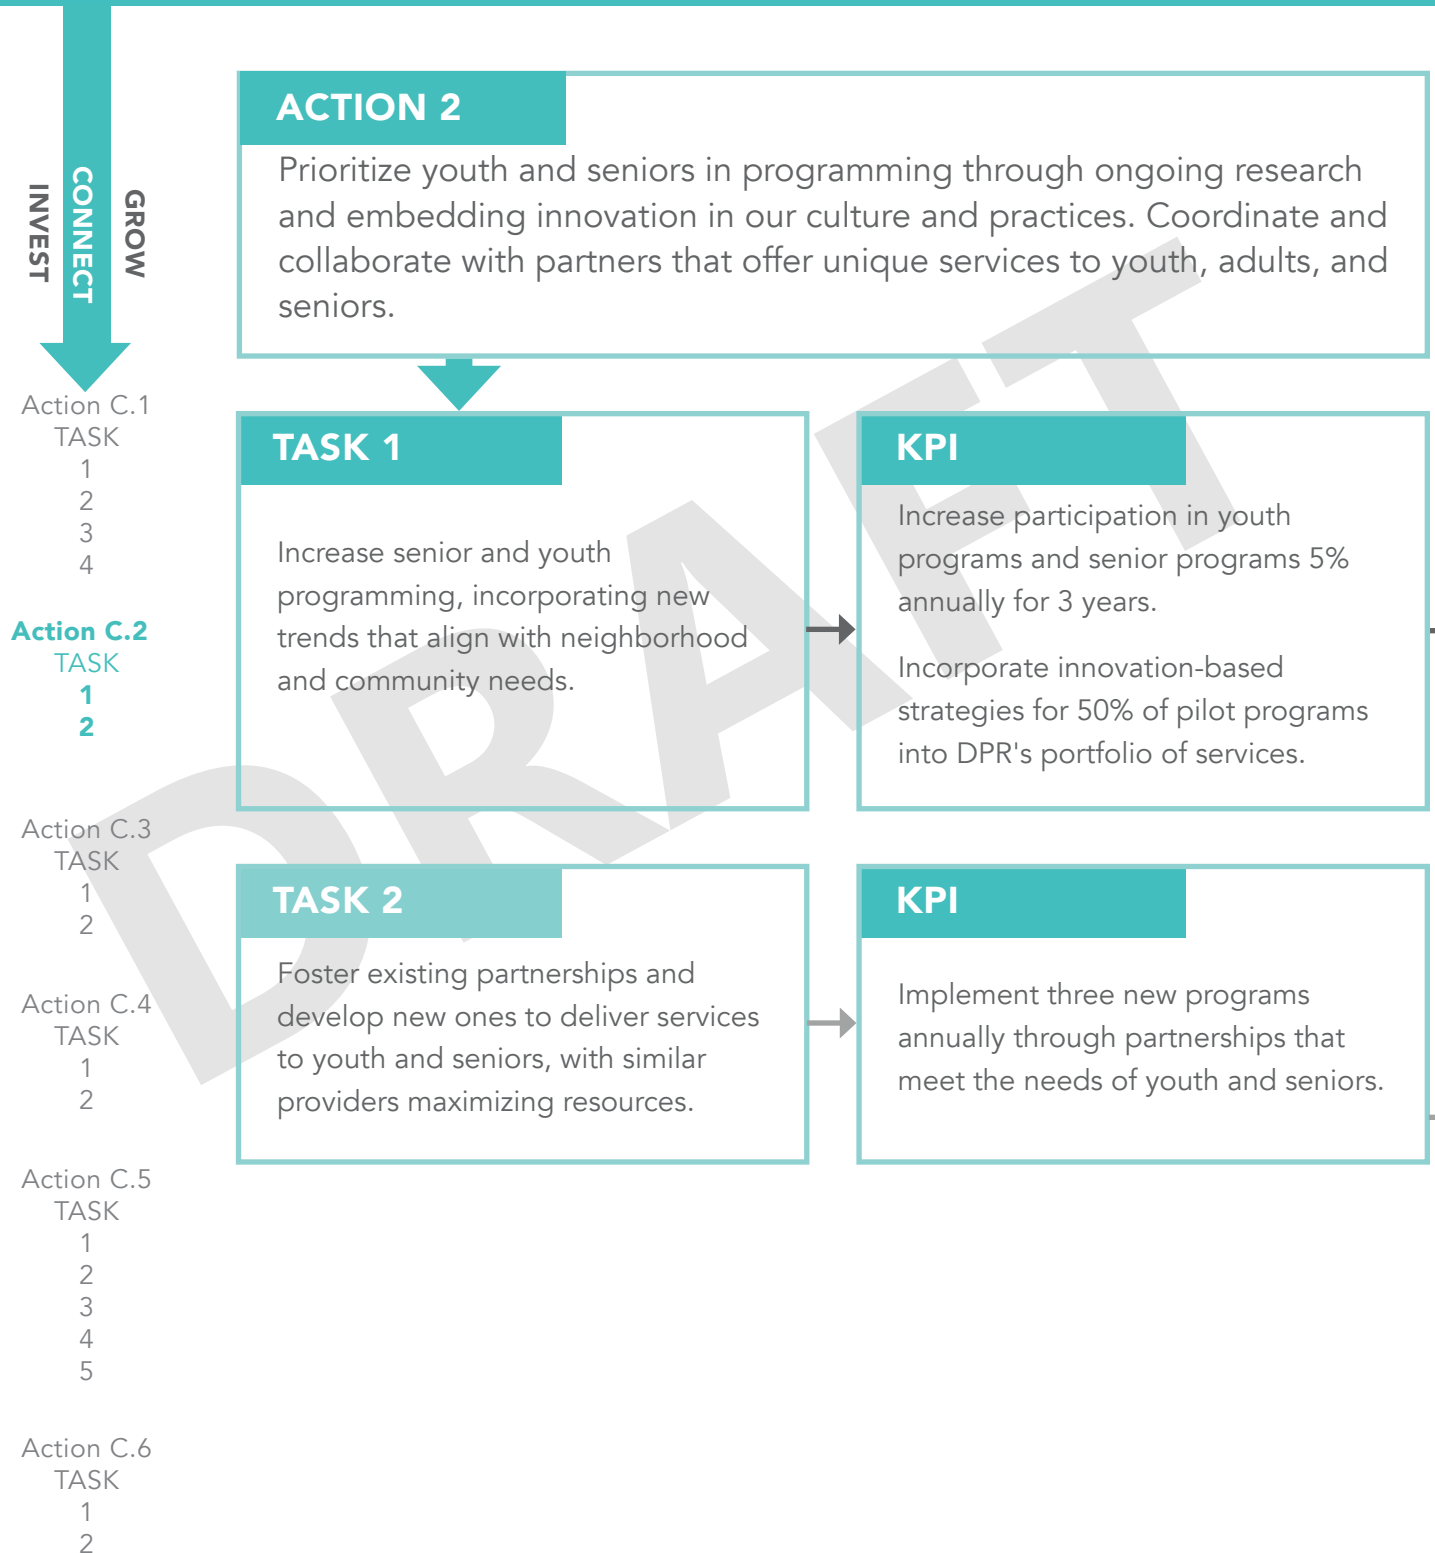 INVEST
CONNECT
GROW
Action C.1
TASK
1
2
3
4
Action C.2
TASK
1
2
Action C.3
TASK
1
2
Action C.4
TASK
1
2
Action C.5
TASK
1
2
3
4
5
Action C.6
TASK
1
2
ACTION 2
Prioritize youth and seniors in programming through ongoing research
and embedding innovation in our culture and practices. Coordinate and
collaborate with partners that offer unique services to youth, adults, and
seniors.
TASK 1
Increase senior and youth
programming, incorporating new
trends that align with neighborhood
and community needs.
KPI
Increase participation in youth
programs and senior programs 5%
annually for 3 years.
Incorporate innovation-based
strategies for 50% of pilot programs
into DPR's portfolio of services.
TASK 2
Foster existing partnerships and
develop new ones to deliver services
to youth and seniors, with similar
providers maximizing resources.
KPI
Implement three new programs
annually through partnerships that
meet the needs of youth and seniors.
DRAFT